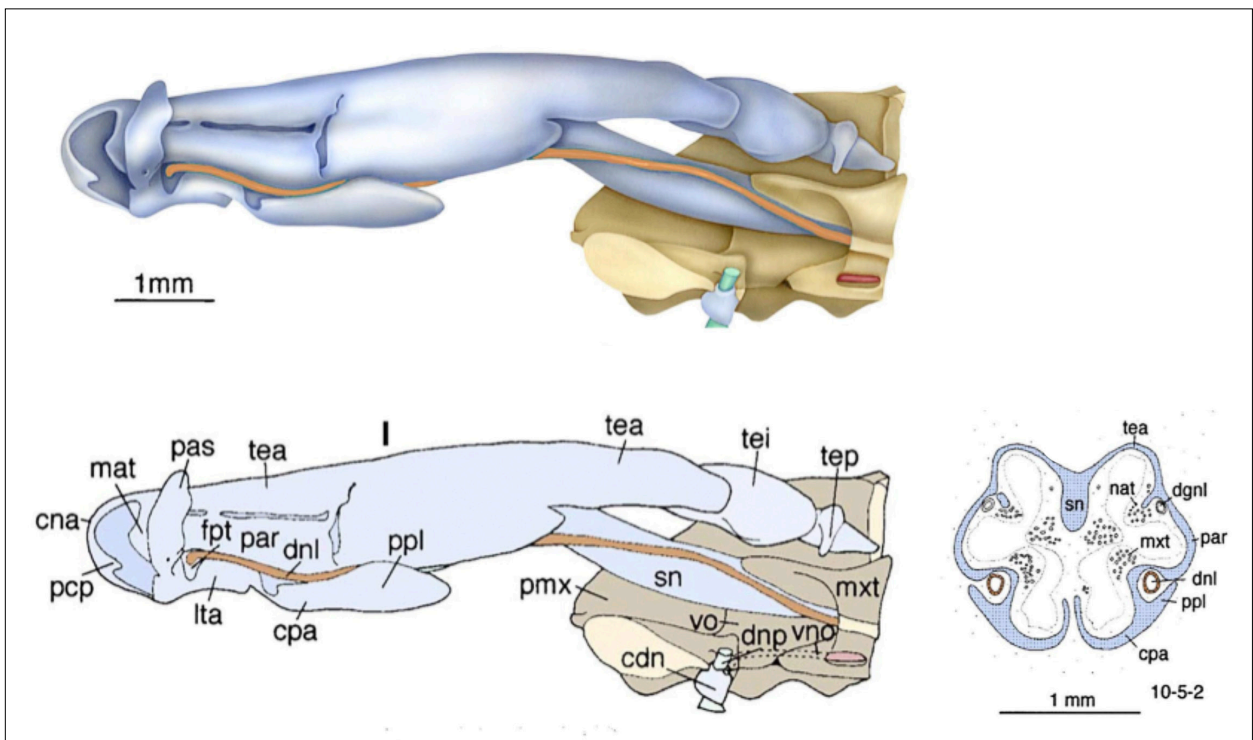 1mm
I
tea
tea
tei
tep
pas
mat
cna
fpt
par
dnl
ppl
pcp
lta
cpa
pmx
sn
mxt
vo
dnp
vno
cdn
tea
sn
nat
dgnl
mxt
par
dnl
ppl
cpa
1 mm
10-5-2